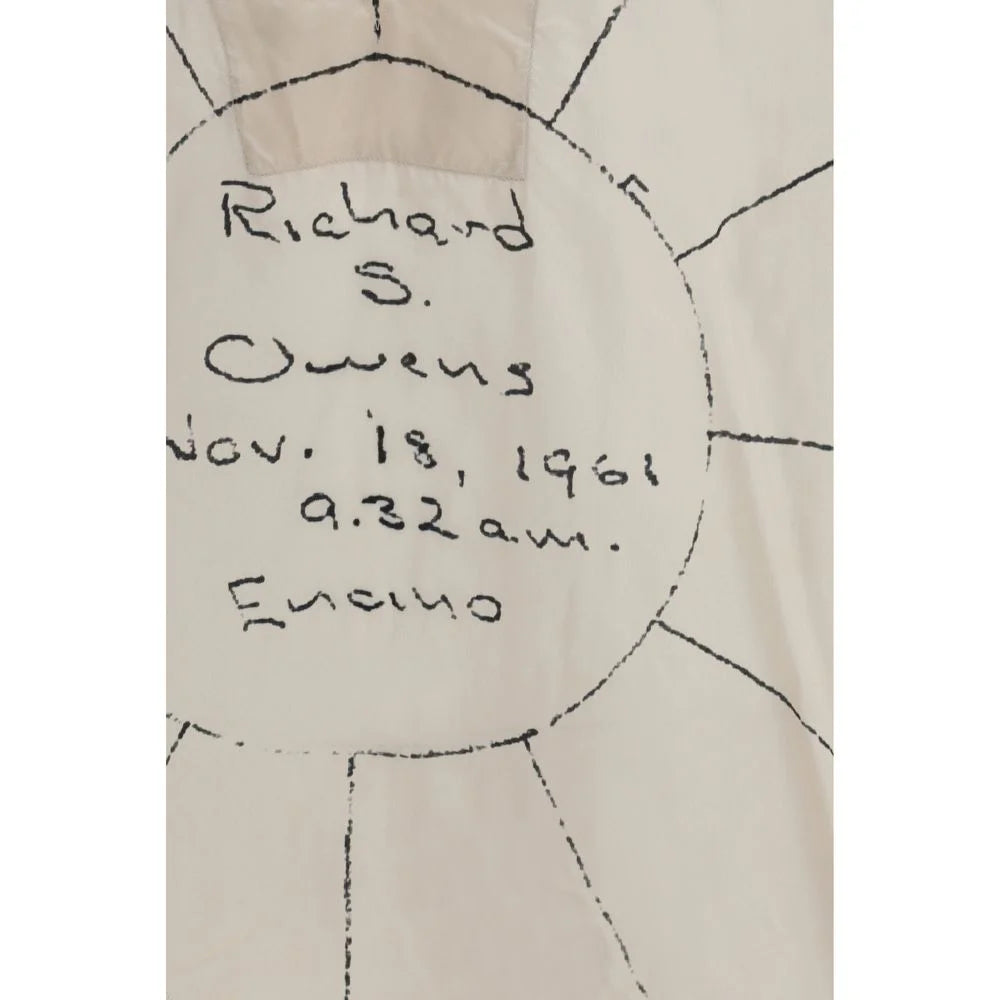 Richard
S.
Owens
Nov. 18, 1961
9.32 a.m.
Encino